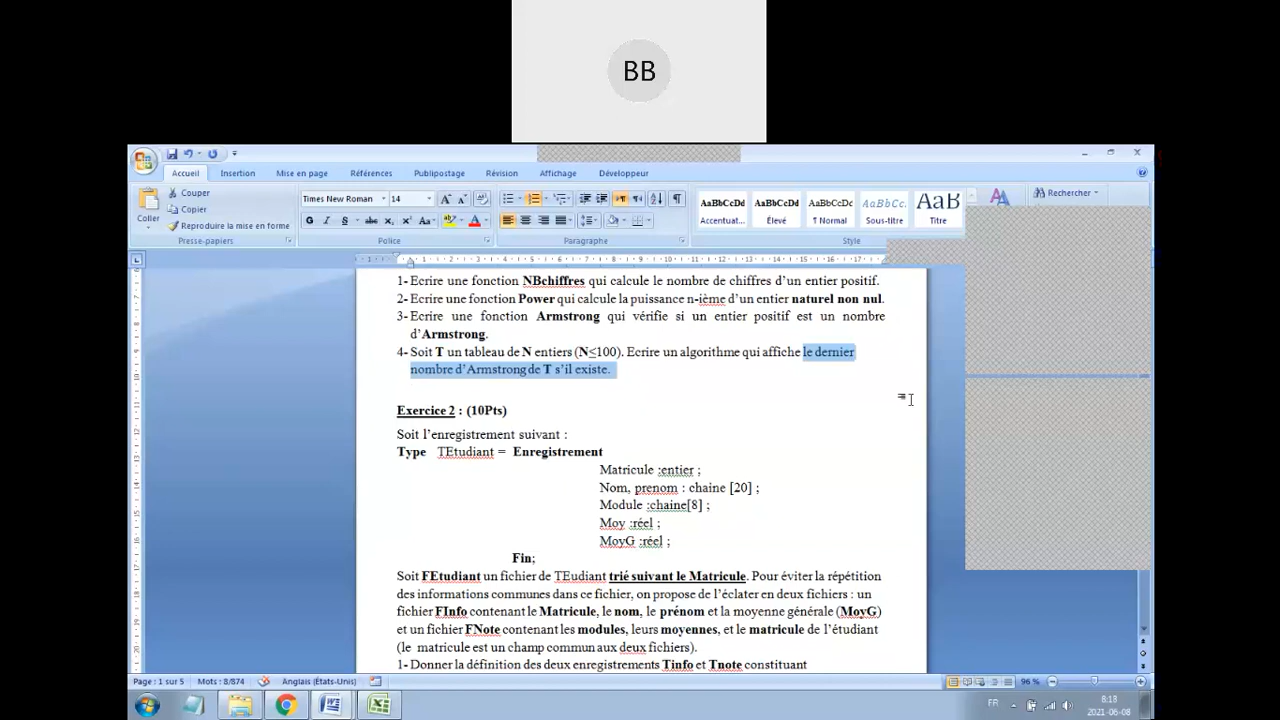 BB
Accueil Insertion Mise en page Références Publipostage Révision Affichage Développeur
Couper
Copier
Reproduire la mise en forme
Coller
Presse-papiers
Times New Roman 14
G I S abc x₂ x² Aa
Police
Paragraphe
AaBbCcDd AaBbCcDd AaBbCcDc AaBbCcL AaB
Accentuat... Élevé ¶ Normal Sous-titre Titre
Style
Rechercher
1- Ecrire une fonction NBchiffres qui calcule le nombre de chiffres d’un entier positif.
2- Ecrire une fonction Power qui calcule la puissance n-ième d’un entier naturel non nul.
3- Ecrire une fonction Armstrong qui vérifie si un entier positif est un nombre
d’Armstrong.
4- Soit T un tableau de N entiers (N≤100). Ecrire un algorithme qui affiche le dernier
nombre d’Armstrong de T s’il existe.
Exercice 2 : (10Pts)
Soit l’enregistrement suivant :
Type TEtudiant = Enregistrement
Matricule :entier ;
Nom, prenom : chaine [20] ;
Module :chaine[8] ;
Moy :réel ;
MoyG :réel ;
Fin;
Soit FEtudiant un fichier de TEudiant trié suivant le Matricule. Pour éviter la répétition
des informations communes dans ce fichier, on propose de l’éclater en deux fichiers : un
fichier FInfo contenant le Matricule, le nom, le prénom et la moyenne générale (MoyG)
et un fichier FNote contenant les modules, leurs moyennes, et le matricule de l’étudiant
(le matricule est un champ commun aux deux fichiers).
1- Donner la définition des deux enregistrements Tinfo et Tnote constituant
Page : 1 sur 5 Mots : 8/874 Anglais (États-Unis) 96 %
FR 8:18
2021-06-08